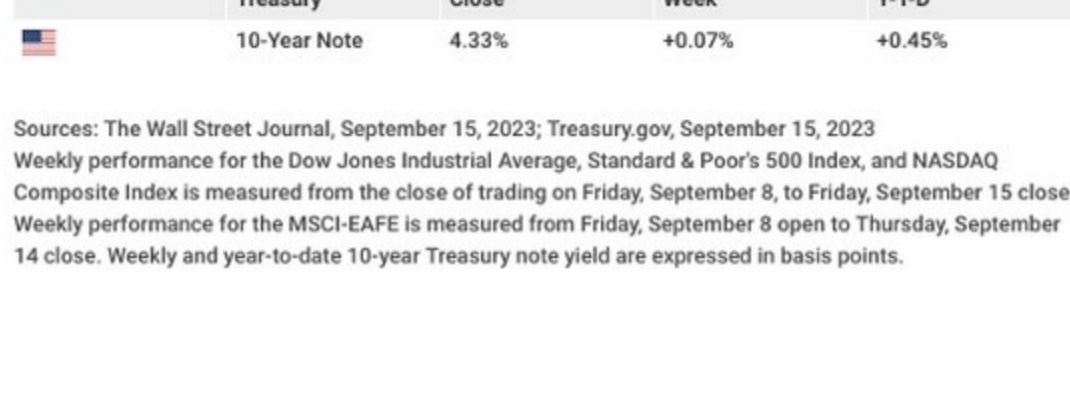 Treasury Close Week Y-T-D
10-Year Note 4.33% +0.07% +0.45%
Sources: The Wall Street Journal, September 15, 2023; Treasury.gov, September 15, 2023
Weekly performance for the Dow Jones Industrial Average, Standard & Poor's 500 Index, and NASDAQ
Composite Index is measured from the close of trading on Friday, September 8, to Friday, September 15 close
Weekly performance for the MSCI-EAFE is measured from Friday, September 8 open to Thursday, September
14 close. Weekly and year-to-date 10-year Treasury note yield are expressed in basis points.